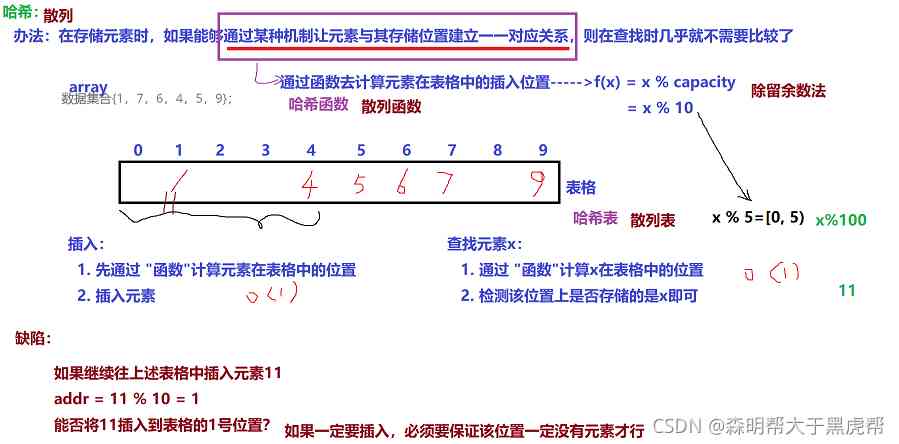 哈希：散列
办法：在存储元素时，如果能够通过某种机制让元素与其存储位置建立一一对应关系，则在查找时几乎就不需要比较了
通过函数去计算元素在表格中的插入位置----->f(x) = x % capacity
array
数据集合{1，7，6，4，5，9}；
哈希函数 散列函数
= x % 10
除留余数法
0 1 2 3 4 5 6 7 8 9
1 4 5 6 7 9
表格
哈希表 散列表
x % 5=[0, 5)
x%100
插入：
1. 先通过 "函数"计算元素在表格中的位置
2. 插入元素
O(1)
查找元素x：
1. 通过 "函数"计算x在表格中的位置
2. 检测该位置上是否存储的是x即可
O(1)
11
缺陷：
如果继续往上述表格中插入元素11
addr = 11 % 10 = 1
能否将11插入到表格的1号位置？ 如果一定要插入，必须要保证该位置一定没有元素才行
CSDN @森明帮大于黑虎帮